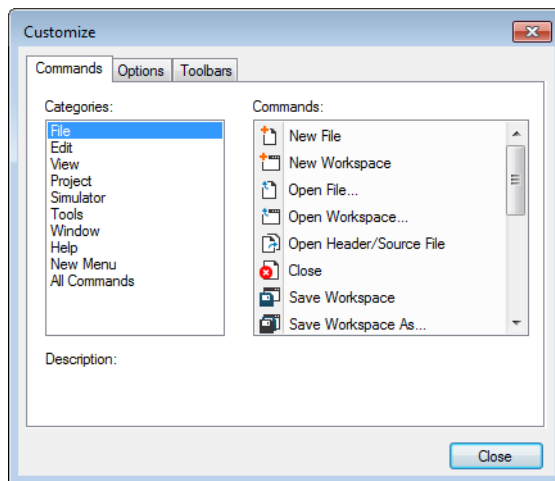 Customize
Commands
Options
Toolbars
Categories:
File
Edit
View
Project
Simulator
Tools
Window
Help
New Menu
All Commands
Commands:
New File
New Workspace
Open File...
Open Workspace...
Open Header/Source File
Close
Save Workspace
Save Workspace As...
Description:
Close